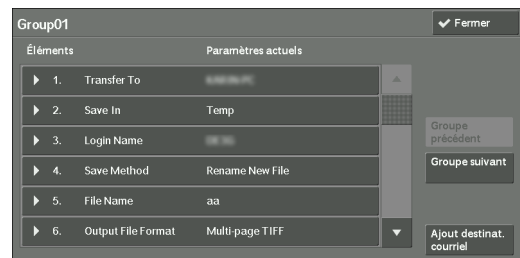 Group01
Fermer
Éléments Paramètres actuels
1. Transfer To
2. Save In Temp
3. Login Name
4. Save Method Rename New File
5. File Name aa
6. Output File Format Multi-page TIFF
Groupe
précédent
Groupe suivant
Ajout destinat.
courriel